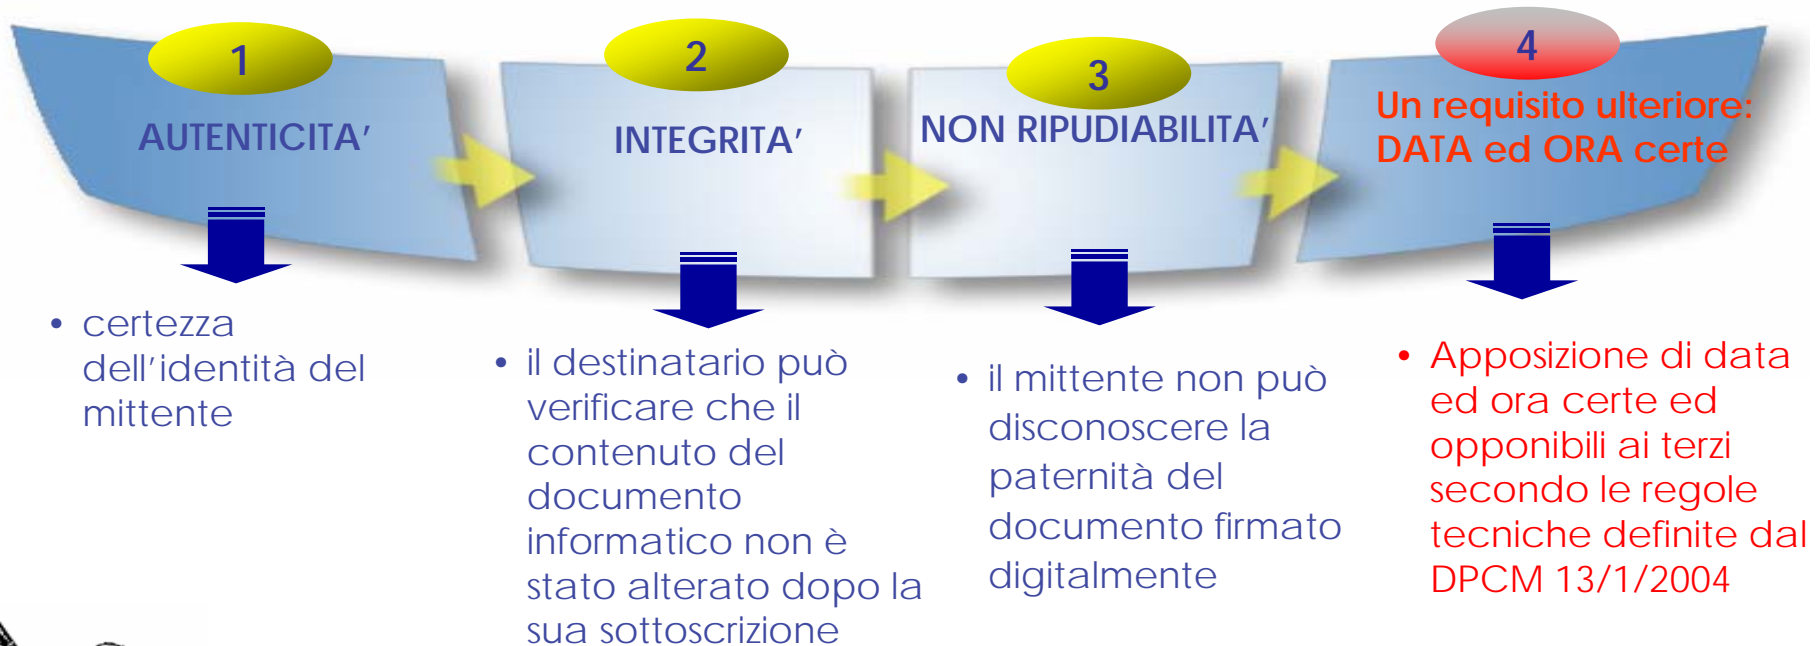 1
AUTENTICITA’
• certezza
dell’identità del
mittente
2
INTEGRITA’
• il destinatario può
verificare che il
contenuto del
documento
informatico non è
stato alterato dopo la
sua sottoscrizione
3
NON RIPUDIABILITA’
• il mittente non può
disconoscere la
paternità del
documento firmato
digitalmente
4
Un requisito ulteriore:
DATA ed ORA certe
• Apposizione di data
ed ora certe ed
opponibili ai terzi
secondo le regole
tecniche definite dal
DPCM 13/1/2004